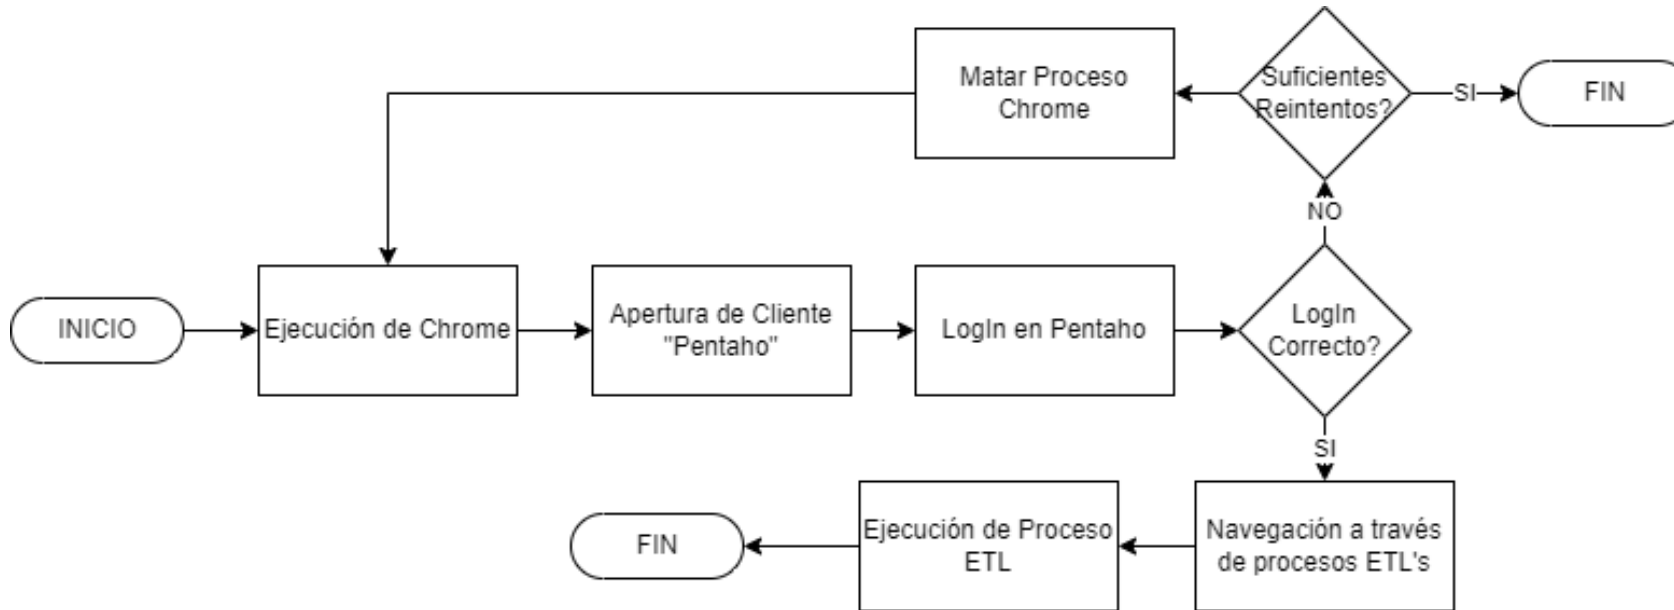 Matar Proceso
Chrome
Suficientes
Reintentos?
SI
FIN
NO
INICIO
Ejecución de Chrome
Apertura de Cliente
"Pentaho"
LogIn en Pentaho
LogIn
Correcto?
SI
FIN
Ejecución de Proceso
ETL
Navegación a través
de procesos ETL's